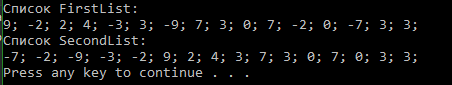 Список FirstList:
9; -2; 2; 4; -3; 3; -9; 7; 3; 0; 7; -2; 0; -7; 3; 3;
Список SecondList:
-7; -2; -9; -3; -2; 9; 2; 4; 3; 7; 3; 0; 7; 0; 3; 3;
Press any key to continue . . .